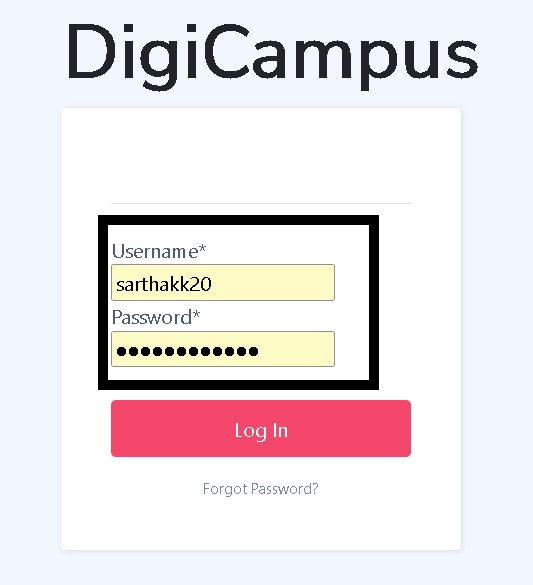 DigiCampus
Username*
sarthakk20
Password*
••••••••••••
Log In
Forgot Password?